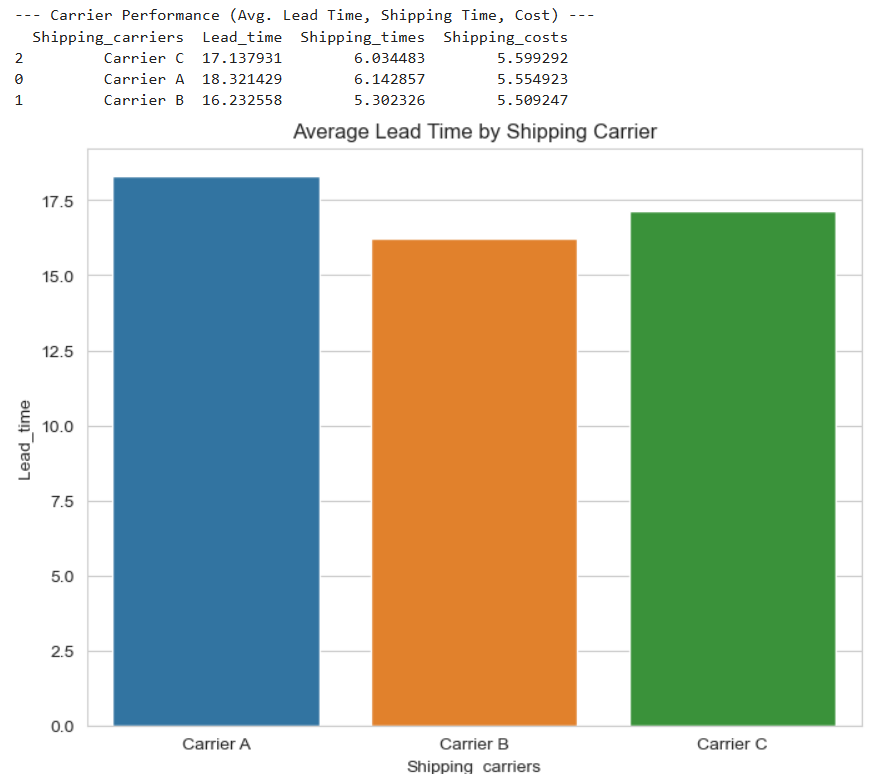 --- Carrier Performance (Avg. Lead Time, Shipping Time, Cost) ---
Shipping_carriers Lead_time Shipping_times Shipping_costs
2 Carrier C 17.137931 6.034483 5.599292
0 Carrier A 18.321429 6.142857 5.554923
1 Carrier B 16.232558 5.302326 5.509247
Average Lead Time by Shipping Carrier
17.5
15.0
12.5
10.0
7.5
5.0
2.5
0.0
Lead_time
Carrier A Carrier B Carrier C
Shipping_carriers